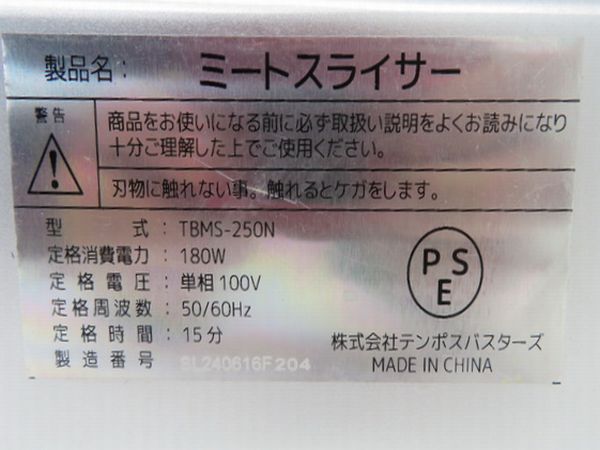 製品名: ミートスライサー
警告
商品をお使いになる前に必ず取扱い説明をよくお読みになり
十分ご理解した上でご使用ください。
刃物に触れない事。触れるとケガをします。
型 式: TBMS-250N
定格消費電力: 180W
定格電圧: 単相100V
定格周波数: 50/60Hz
定格時間: 15分
製造番号 SL240616F204
PSE
株式会社テンポスバスターズ
MADE IN CHINA